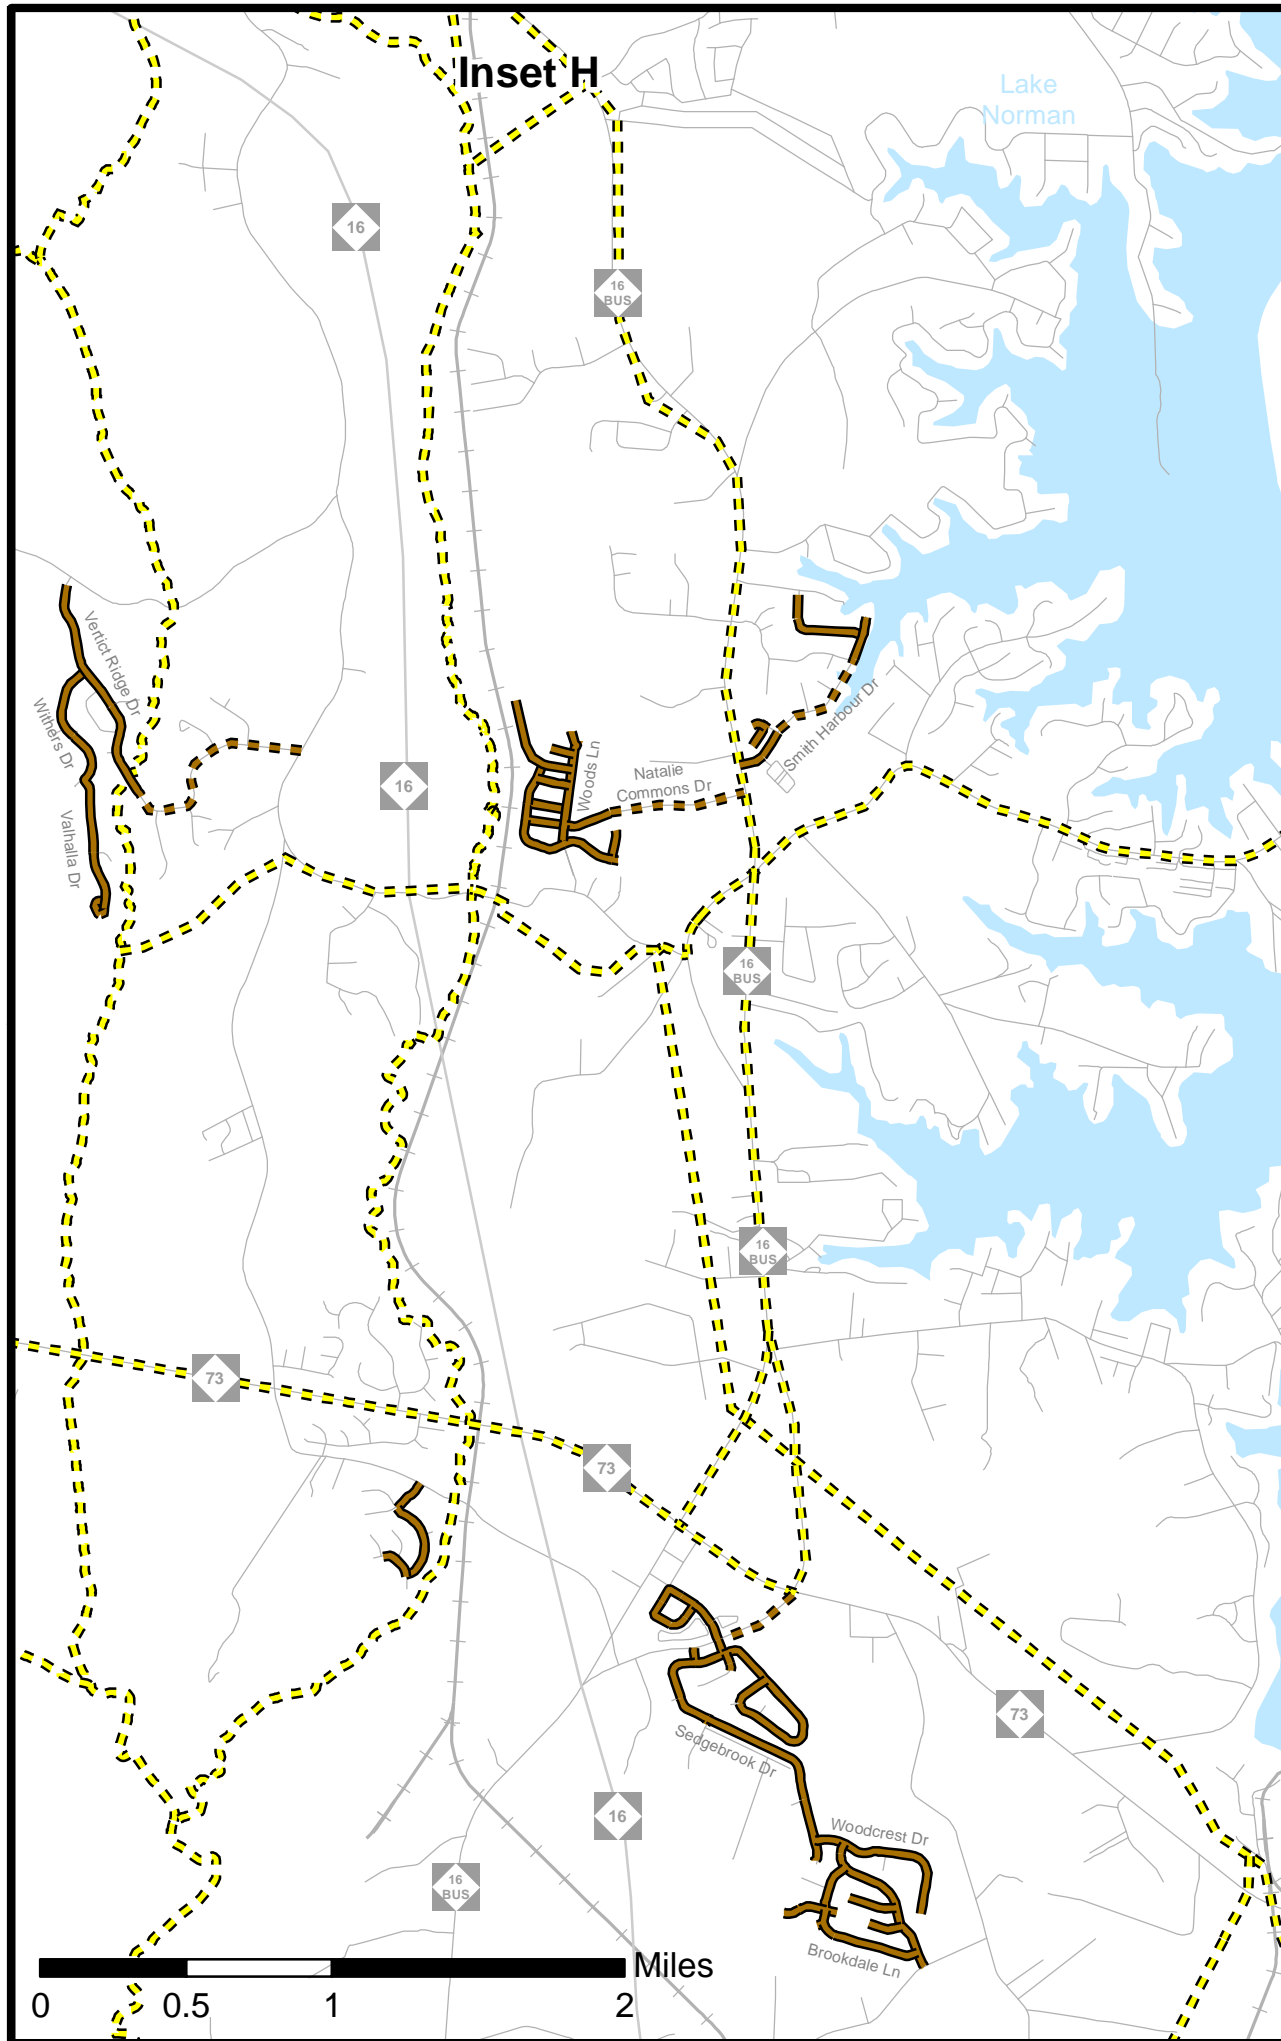 Inset H
Lake
Norman
16
16
BUS
Vertict Ridge Dr
Withers Dr
Valhalla Dr
Smith Harbour Dr
Woods Ln
Natalie
Commons Dr
16
16
BUS
16
BUS
73
73
Sedgebrook Dr
73
16
Woodcrest Dr
16
BUS
Brookdale Ln
Miles
0 0.5 1 2